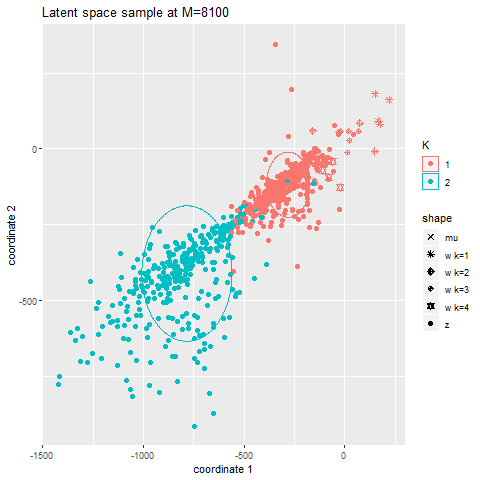 Latent space sample at M=8100
coordinate 2
0
-500
-1500
-1000
-500
0
coordinate 1
K
1
2
shape
mu
w k=1
w k=2
w k=3
w k=4
z